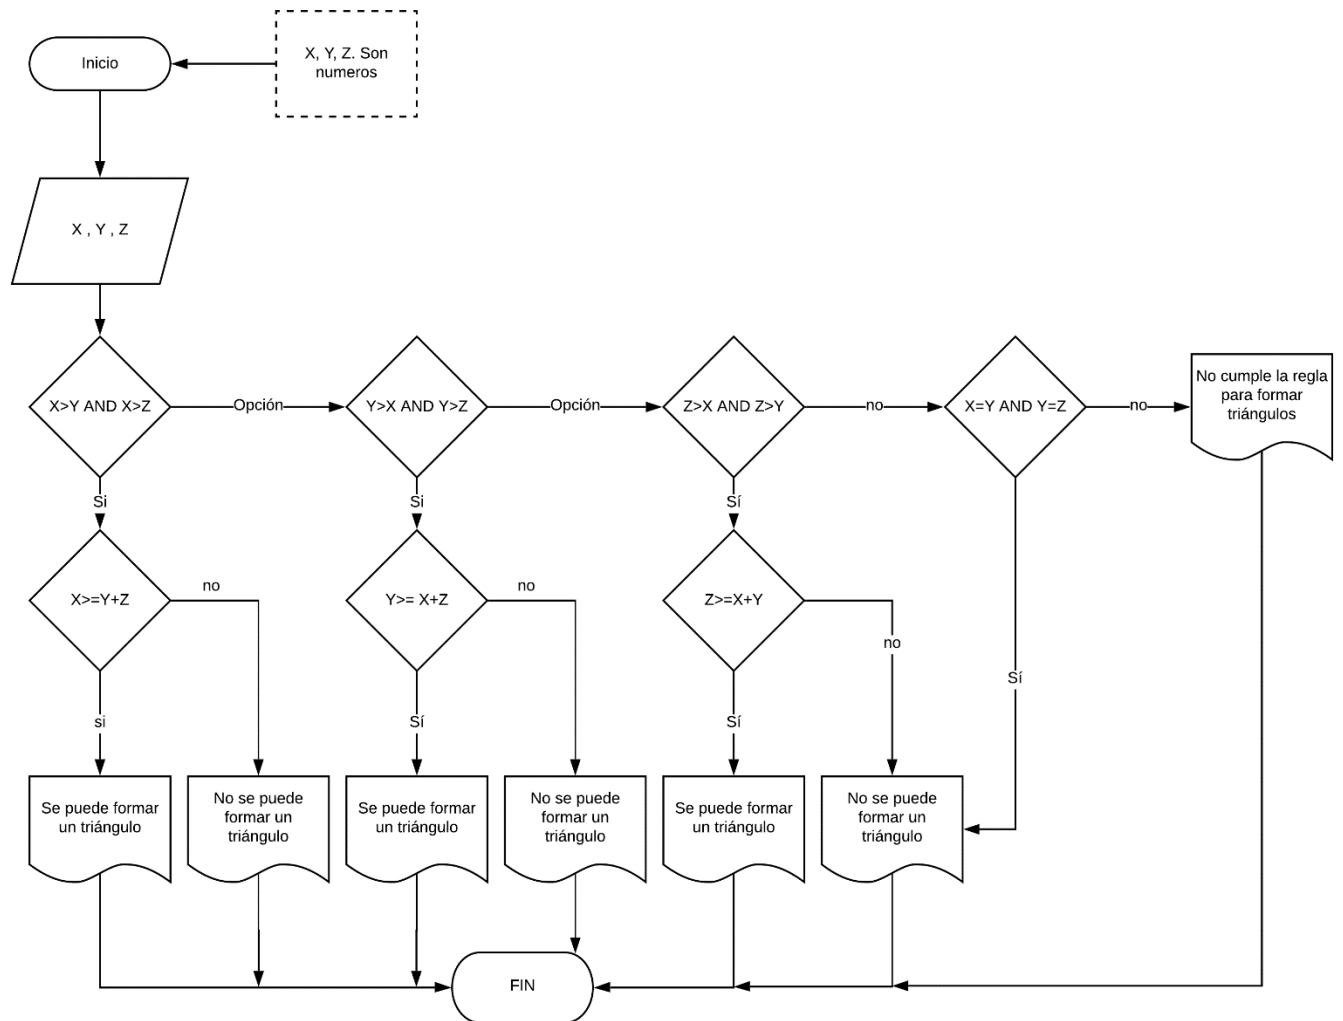 Inicio
X, Y, Z. Son
numeros
X , Y , Z
X>Y AND X>Z
Opción
Y>X AND Y>Z
Opción
Z>X AND Z>Y
no
X=Y AND Y=Z
no
No cumple la regla
para formar
triángulos
Si
Si
Sí
X>=Y+Z
no
Y>= X+Z
no
Z>=X+Y
no
Sí
si
Sí
Sí
Se puede formar
un triángulo
No se puede
formar un
triángulo
Se puede formar
un triángulo
No se puede
formar un
triángulo
Se puede formar
un triángulo
No se puede
formar un
triángulo
FIN